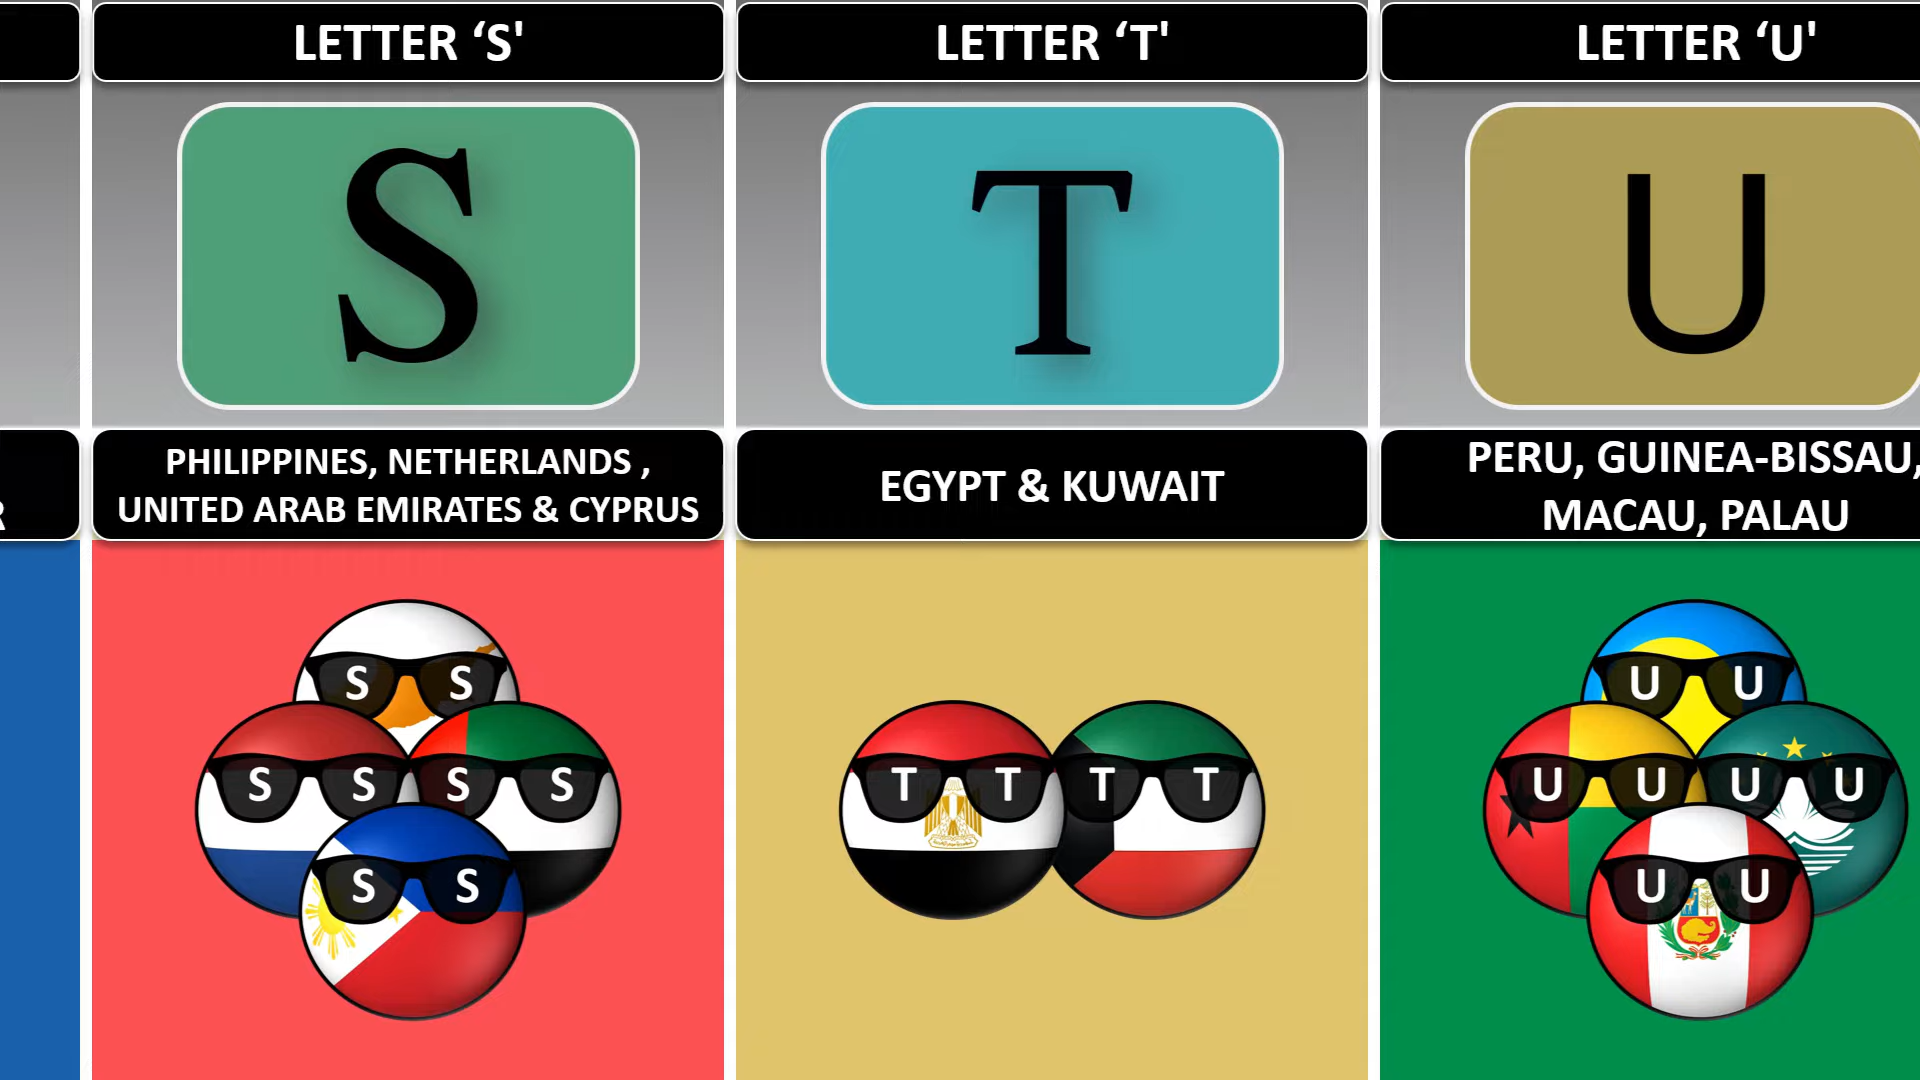 LETTER ‘S'
S
PHILIPPINES, NETHERLANDS ,
UNITED ARAB EMIRATES & CYPRUS
S S
S S S S
S S
LETTER ‘T'
T
EGYPT & KUWAIT
T T T T
LETTER ‘U'
U
PERU, GUINEA-BISSAU,
MACAU, PALAU
U U
U U U U
U U